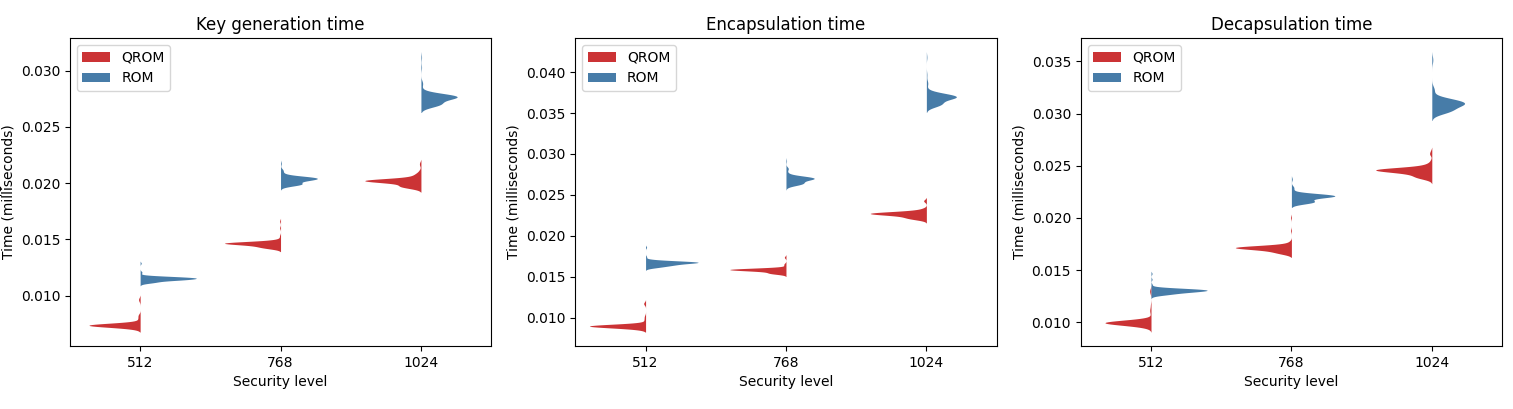 Key generation time
QROM
ROM
0.030
0.025
0.020
0.015
0.010
Time (milliseconds)
512
768
1024
Security level
Encapsulation time
QROM
ROM
0.040
0.035
0.030
0.025
0.020
0.015
0.010
Time (milliseconds)
512
768
1024
Security level
Decapsulation time
QROM
ROM
0.035
0.030
0.025
0.020
0.015
0.010
Time (milliseconds)
512
768
1024
Security level